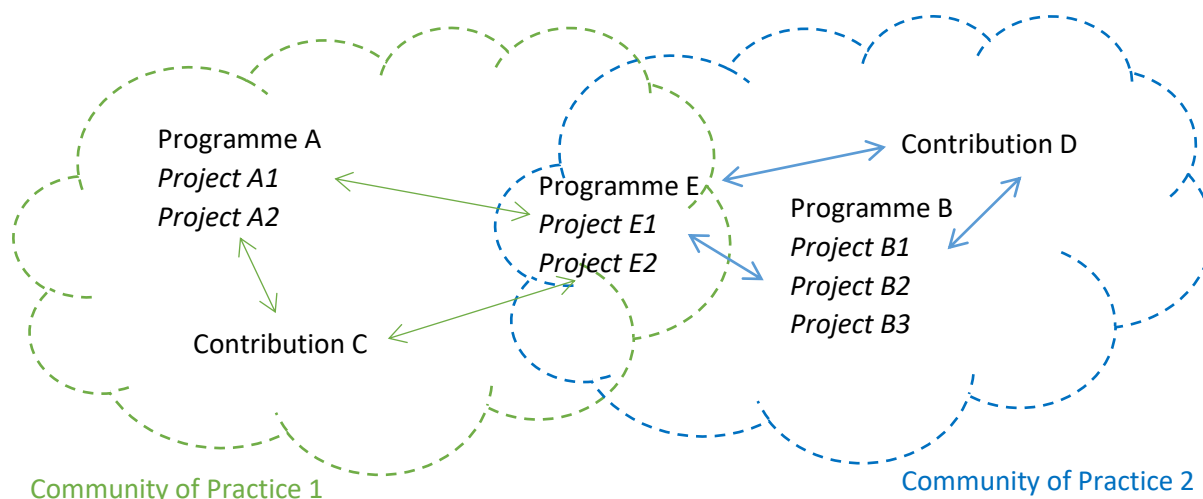 Programme A
Project A1
Project A2
Contribution C
Programme E
Project E1
Project E2
Contribution D
Programme B
Project B1
Project B2
Project B3
Community of Practice 1
Community of Practice 2